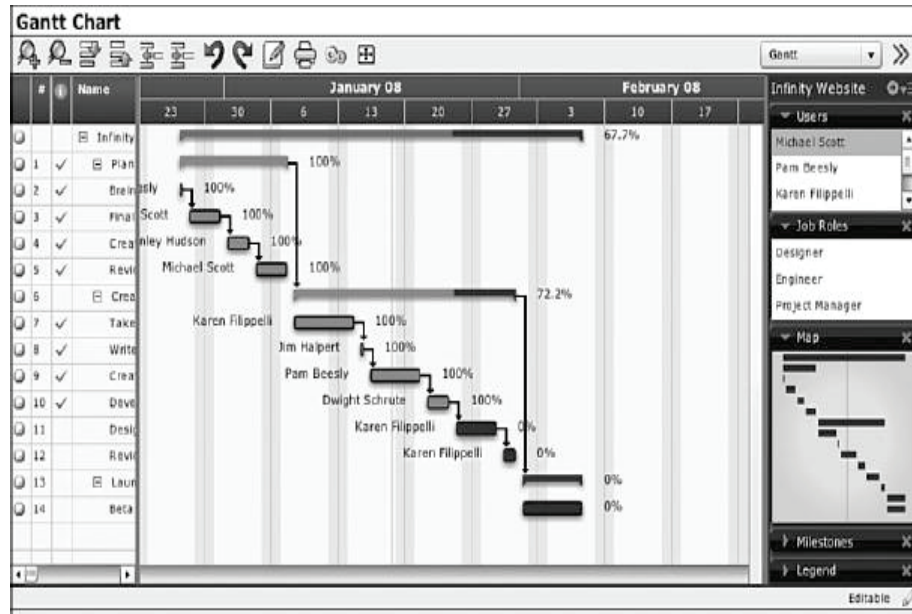 Gantt Chart
Gantt
# Name January 08 February 08
23 30 6 13 20 27 3 10 17
Infinity 67.7%
1 Plan 100%
2 Brein esly 100%
3 Final Scott 100%
4 Crea nley Hudson 100%
5 Revi Michael Scott 100%
6 Crea 72.2%
7 Take Karen Filippelli 100%
8 Write Jim Halpert 100%
9 Crea Pam Beesly 100%
10 Deve Dwight Schrute 100%
11 Desig Karen Filippelli 0%
12 Revi Karen Filippelli 0%
13 Laun 0%
14 Beta 0%
Infinity Website
Users
Michael Scott
Pam Beesly
Karen Filippelli
Job Roles
Designer
Engineer
Project Manager
Map
Milestones
Legend
Editable